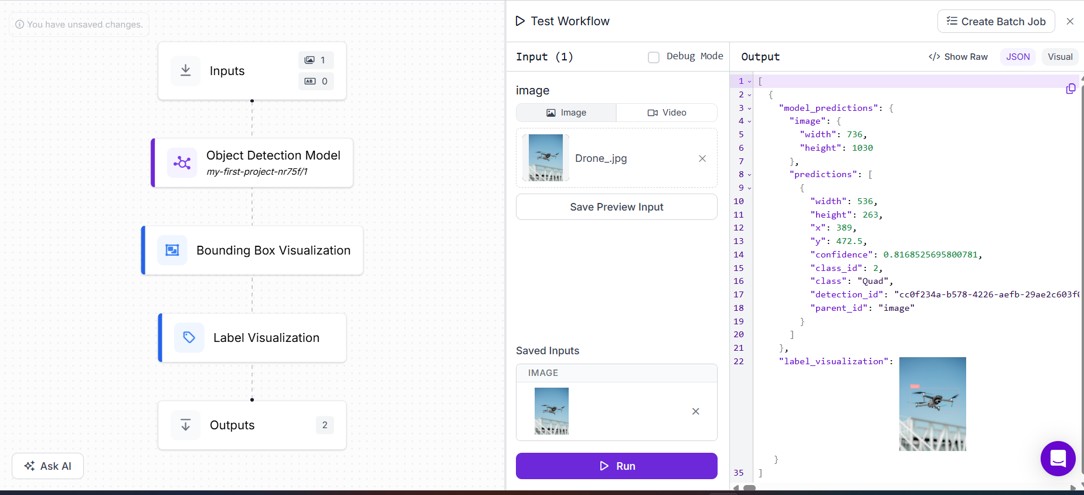 You have unsaved changes.
Inputs
1
0
Object Detection Model
my-first-project-nr75f/1
Bounding Box Visualization
Label Visualization
Outputs
2
Ask AI
Test Workflow
Create Batch Job
Input (1)
Debug Mode
image
Image
Video
Drone_.jpg
Save Preview Input
Saved Inputs
IMAGE
Run
Output
</> Show Raw
JSON
Visual
1 [
2 {
3 "model_predictions": {
4 "image": {
5 "width": 736,
6 "height": 1030
7 },
8 "predictions": [
9 {
10 "width": 536,
11 "height": 263,
12 "x": 389,
13 "y": 472.5,
14 "confidence": 0.8168525695800781,
15 "class_id": 2,
16 "class": "Quad",
17 "detection_id": "cc0f234a-b578-4226-aefb-29ae2c603f
18 "parent_id": "image"
19 }
20 ]
21 },
22 "label_visualization":
}
35 ]